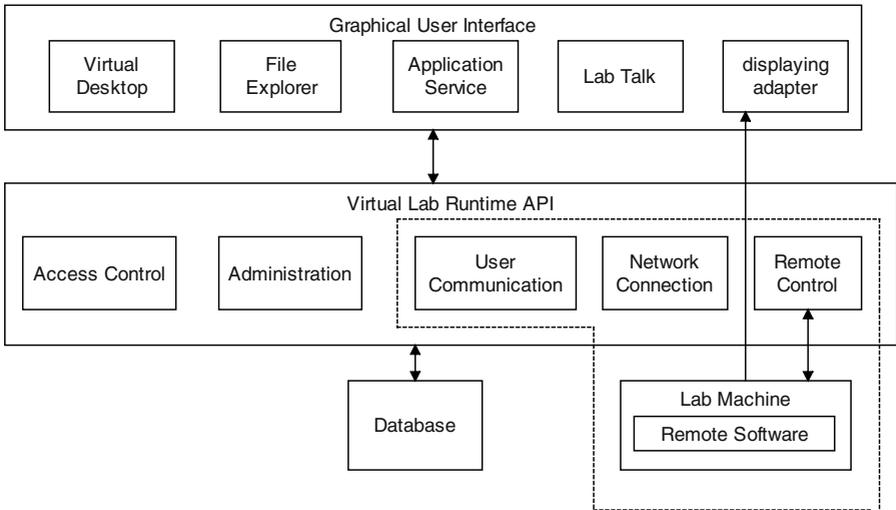 Graphical User Interface
Virtual
Desktop
File
Explorer
Application
Service
Lab Talk
displaying
adapter
Virtual Lab Runtime API
Access Control
Administration
User
Communication
Network
Connection
Remote
Control
Database
Lab Machine
Remote Software